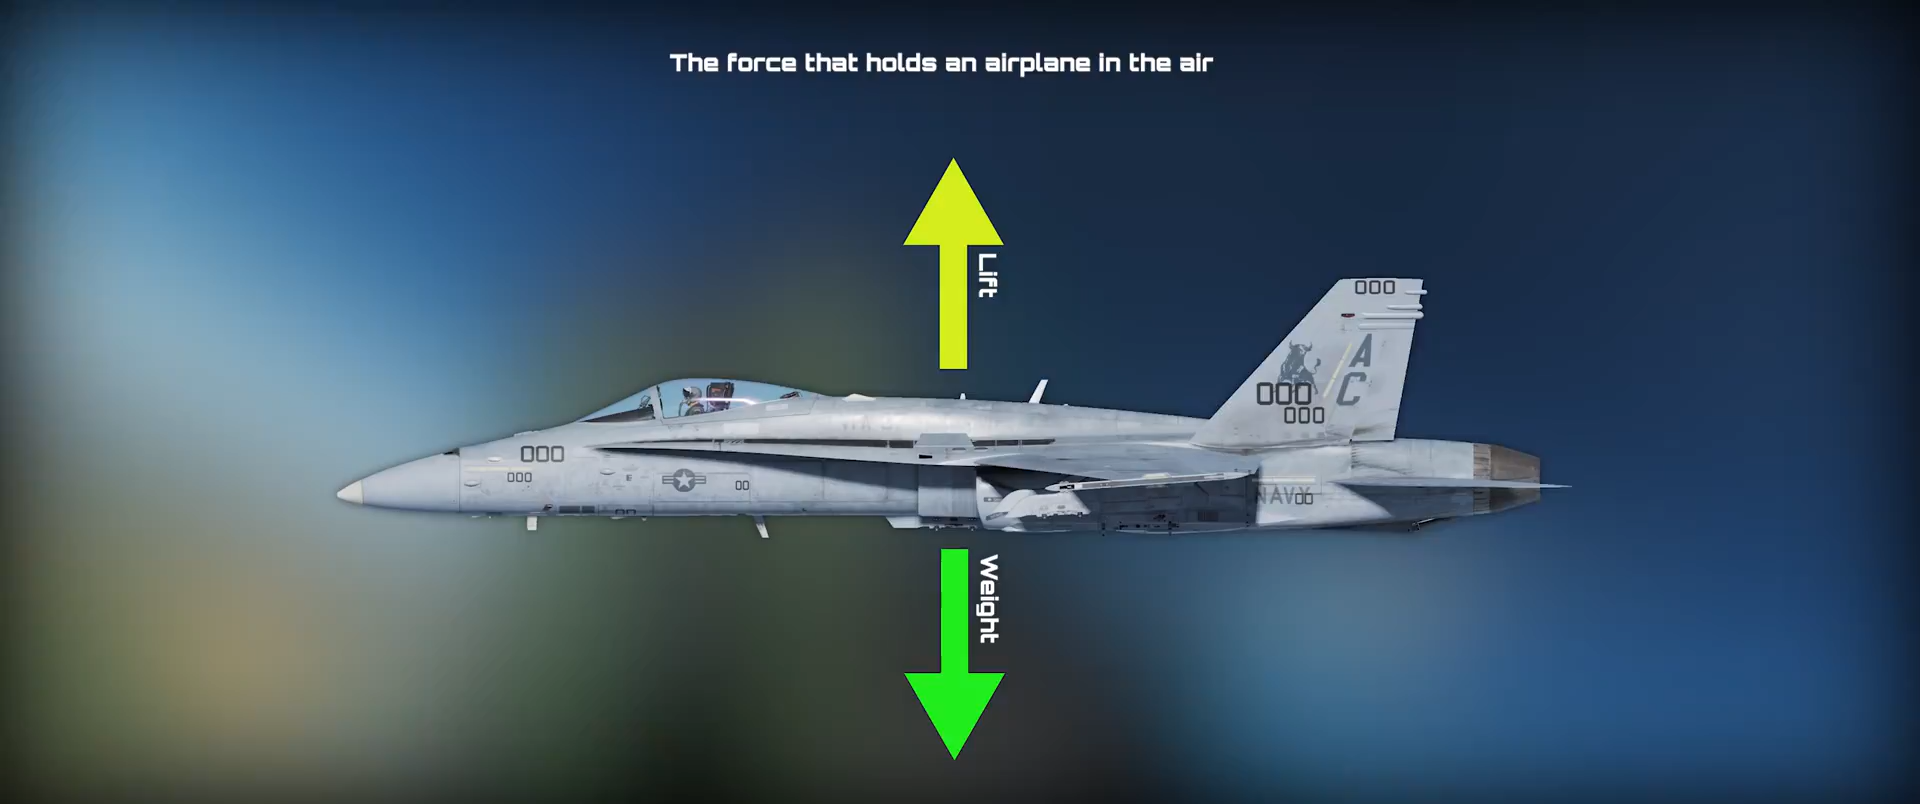 The force that holds an airplane in the air
Lift
000
A
C
000
000
000
000
E
00
NAVY
00
00
Weight